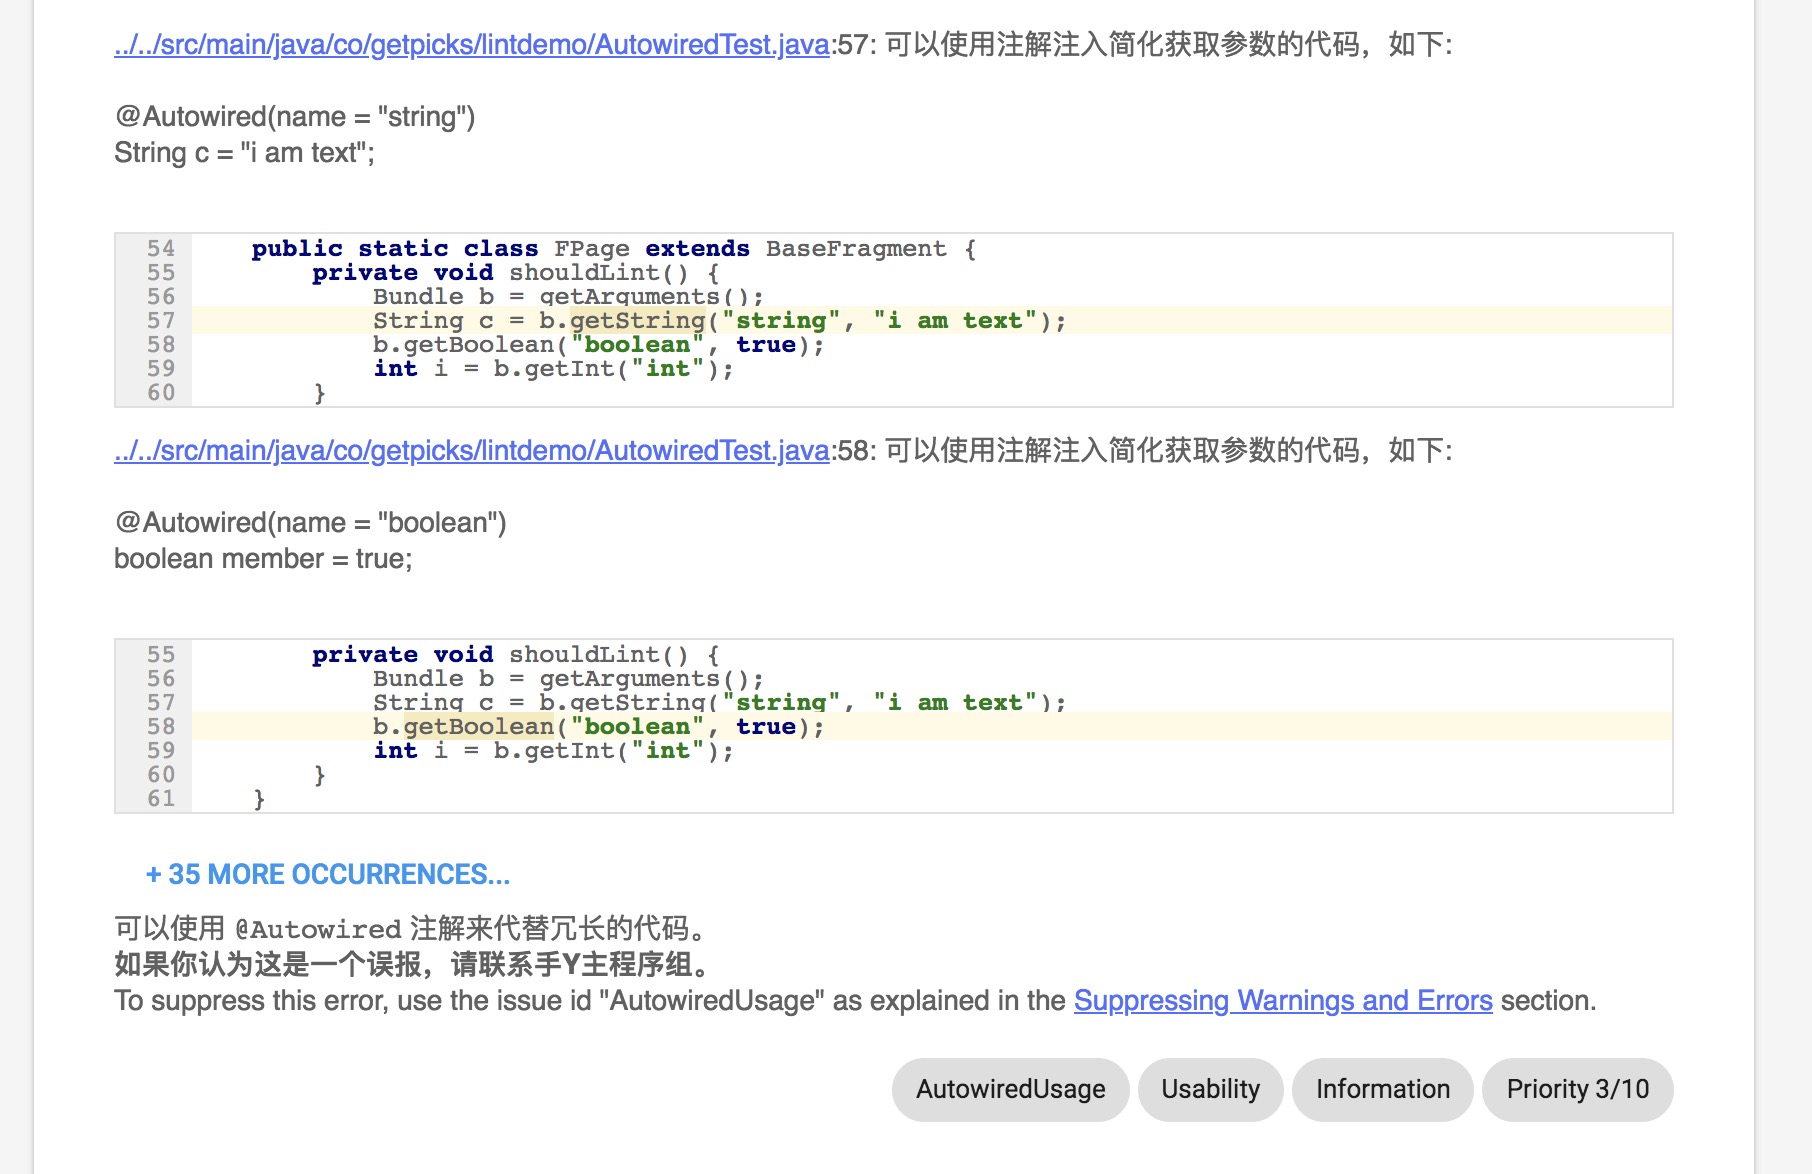 ../../src/main/java/co/getpicks/lintdemo/AutowiredTest.java:57: 可以使用注解注入简化获取参数的代码，如下:
@Autowired(name = "string")
String c = "i am text";
54 public static class FPage extends BaseFragment {
55 private void shouldLint() {
56 Bundle b = getArguments();
57 String c = b.getString("string", "i am text");
58 b.getBoolean("boolean", true);
59 int i = b.getInt("int");
60 }
../../src/main/java/co/getpicks/lintdemo/AutowiredTest.java:58: 可以使用注解注入简化获取参数的代码，如下:
@Autowired(name = "boolean")
boolean member = true;
55 private void shouldLint() {
56 Bundle b = getArguments();
57 String c = b.getString("string", "i am text");
58 b.getBoolean("boolean", true);
59 int i = b.getInt("int");
60 }
61 }
+ 35 MORE OCCURRENCES...
可以使用 @Autowired 注解来代替冗长的代码。
如果你认为这是一个误报，请联系手Y主程序组。
To suppress this error, use the issue id "AutowiredUsage" as explained in the Suppressing Warnings and Errors section.
AutowiredUsage Usability Information Priority 3/10